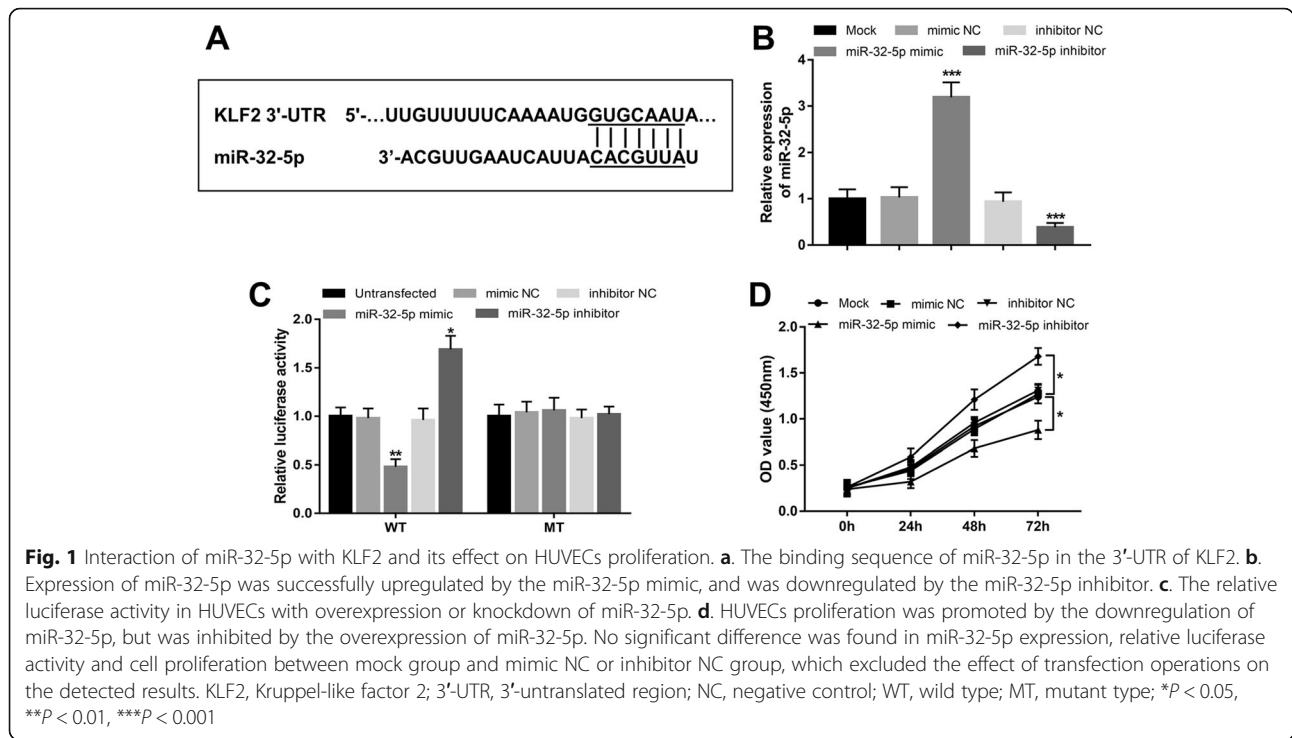 A
KLF2 3'-UTR 5'-...UUGUUUUUCAAAAUGGUGCAAUA...
miR-32-5p 3'-ACGUUGAAUCAUUACACGUUAU
B
Mock mimic NC inhibitor NC
miR-32-5p mimic miR-32-5p inhibitor
Relative expression
of miR-32-5p
4
3
2
1
0
***
***
C
Untransfected mimic NC inhibitor NC
miR-32-5p mimic miR-32-5p inhibitor
Relative luciferase activity
2.0
1.5
1.0
0.5
0.0
**
*
WT MT
D
Mock mimic NC inhibitor NC
miR-32-5p mimic miR-32-5p inhibitor
OD value (450nm)
2.0
1.5
1.0
0.5
0.0
*
*
0h 24h 48h 72h
Fig. 1 Interaction of miR-32-5p with KLF2 and its effect on HUVECs proliferation. a. The binding sequence of miR-32-5p in the 3′-UTR of KLF2. b.
Expression of miR-32-5p was successfully upregulated by the miR-32-5p mimic, and was downregulated by the miR-32-5p inhibitor. c. The relative
luciferase activity in HUVECs with overexpression or knockdown of miR-32-5p. d. HUVECs proliferation was promoted by the downregulation of
miR-32-5p, but was inhibited by the overexpression of miR-32-5p. No significant difference was found in miR-32-5p expression, relative luciferase
activity and cell proliferation between mock group and mimic NC or inhibitor NC group, which excluded the effect of transfection operations on
the detected results. KLF2, Kruppel-like factor 2; 3′-UTR, 3′-untranslated region; NC, negative control; WT, wild type; MT, mutant type; *P < 0.05,
**P < 0.01, ***P < 0.001